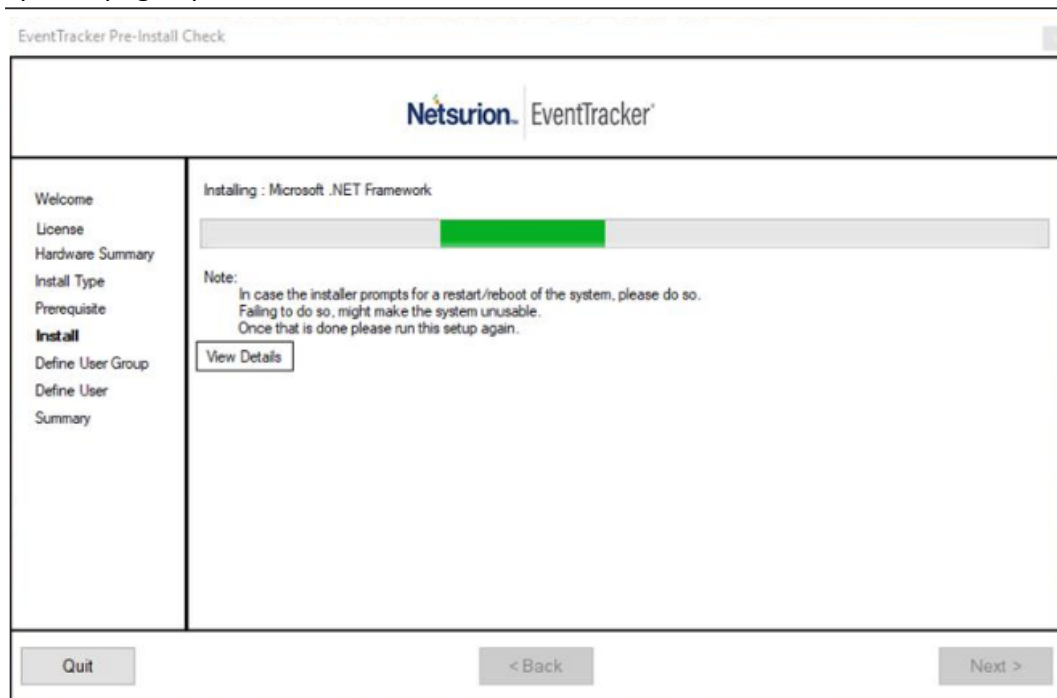 EventTracker Pre-Install Check
Netsurion. EventTracker
Welcome
License
Hardware Summary
Install Type
Prerequisite
Install
Define User Group
Define User
Summary
Installing : Microsoft .NET Framework
Note:
In case the installer prompts for a restart/reboot of the system, please do so.
Failing to do so, might make the system unusable.
Once that is done please run this setup again.
View Details
Quit
< Back
Next >